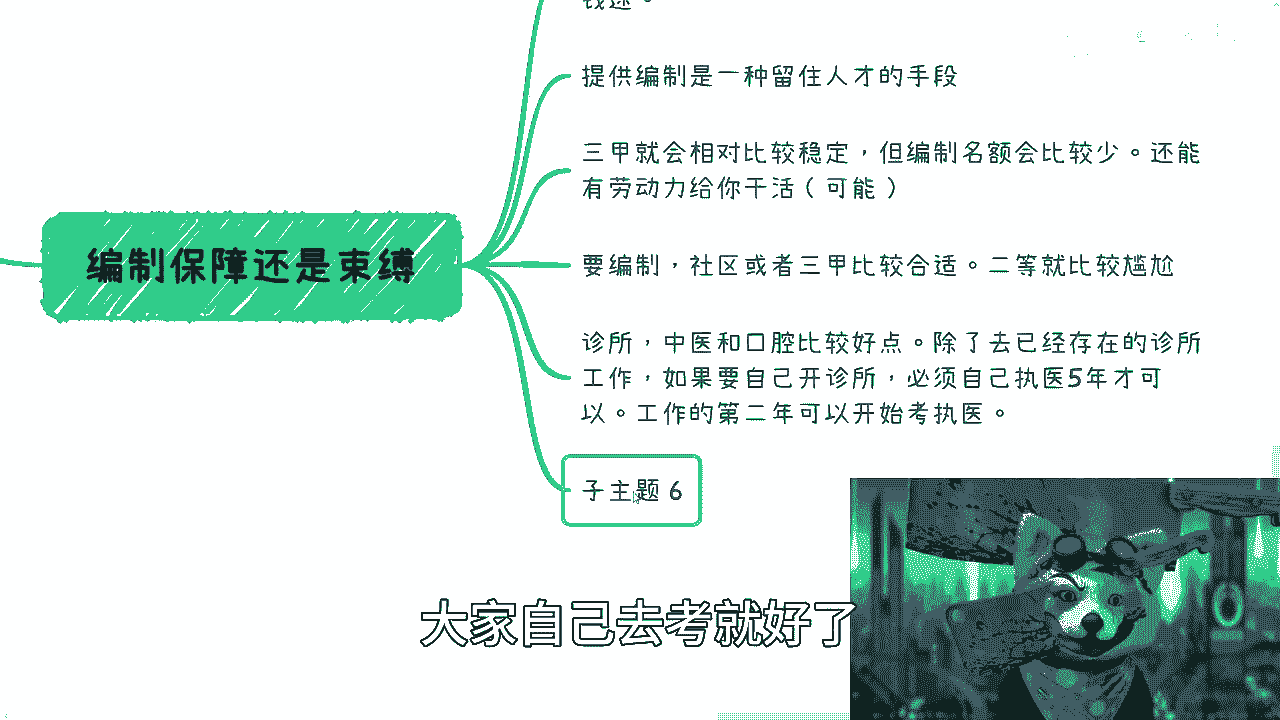 钱途。
提供编制是一种留住人才的手段
三甲就会相对比较稳定，但编制名额会比较少。还能
有劳动力给你干活（可能）
编制保障还是束缚
要编制，社区或者三甲比较合适。二等就比较尴尬
诊所，中医和口腔比较好点。除了去已经存在的诊所
工作，如果要自己开诊所，必须自己执医5年才可
以。工作的第二年可以开始考执医。
子主题 6
大家自己去考就好了